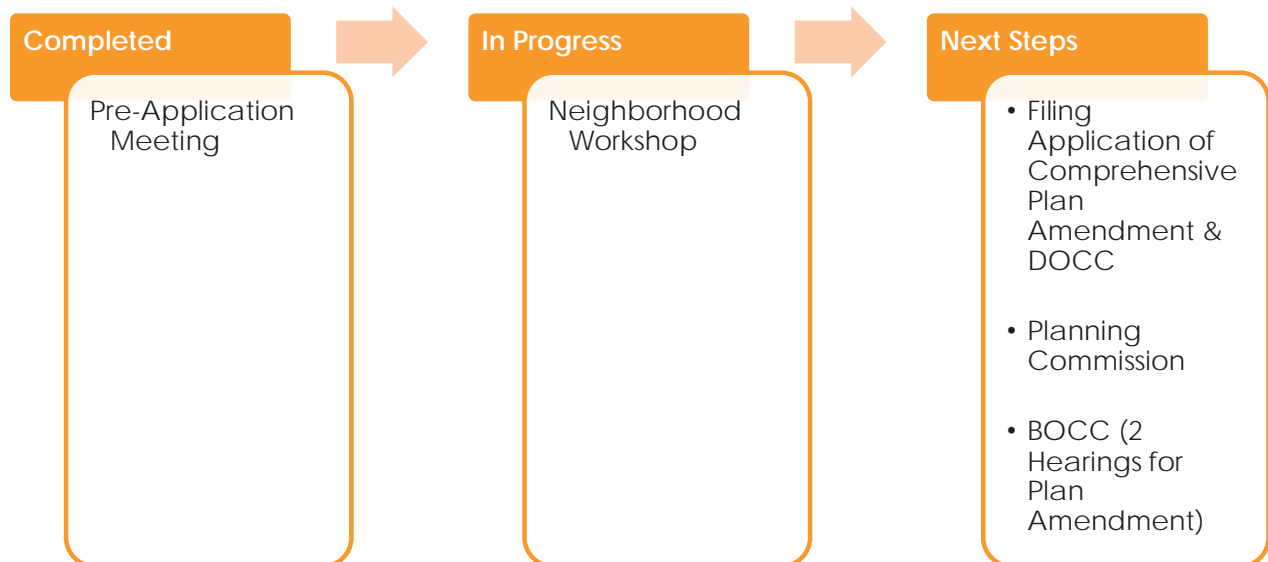 Completed
Pre-Application
Meeting
In Progress
Neighborhood
Workshop
Next Steps
• Filing
Application of
Comprehensive
Plan
Amendment &
DOCC
• Planning
Commission
• BOCC (2
Hearings for
Plan
Amendment)